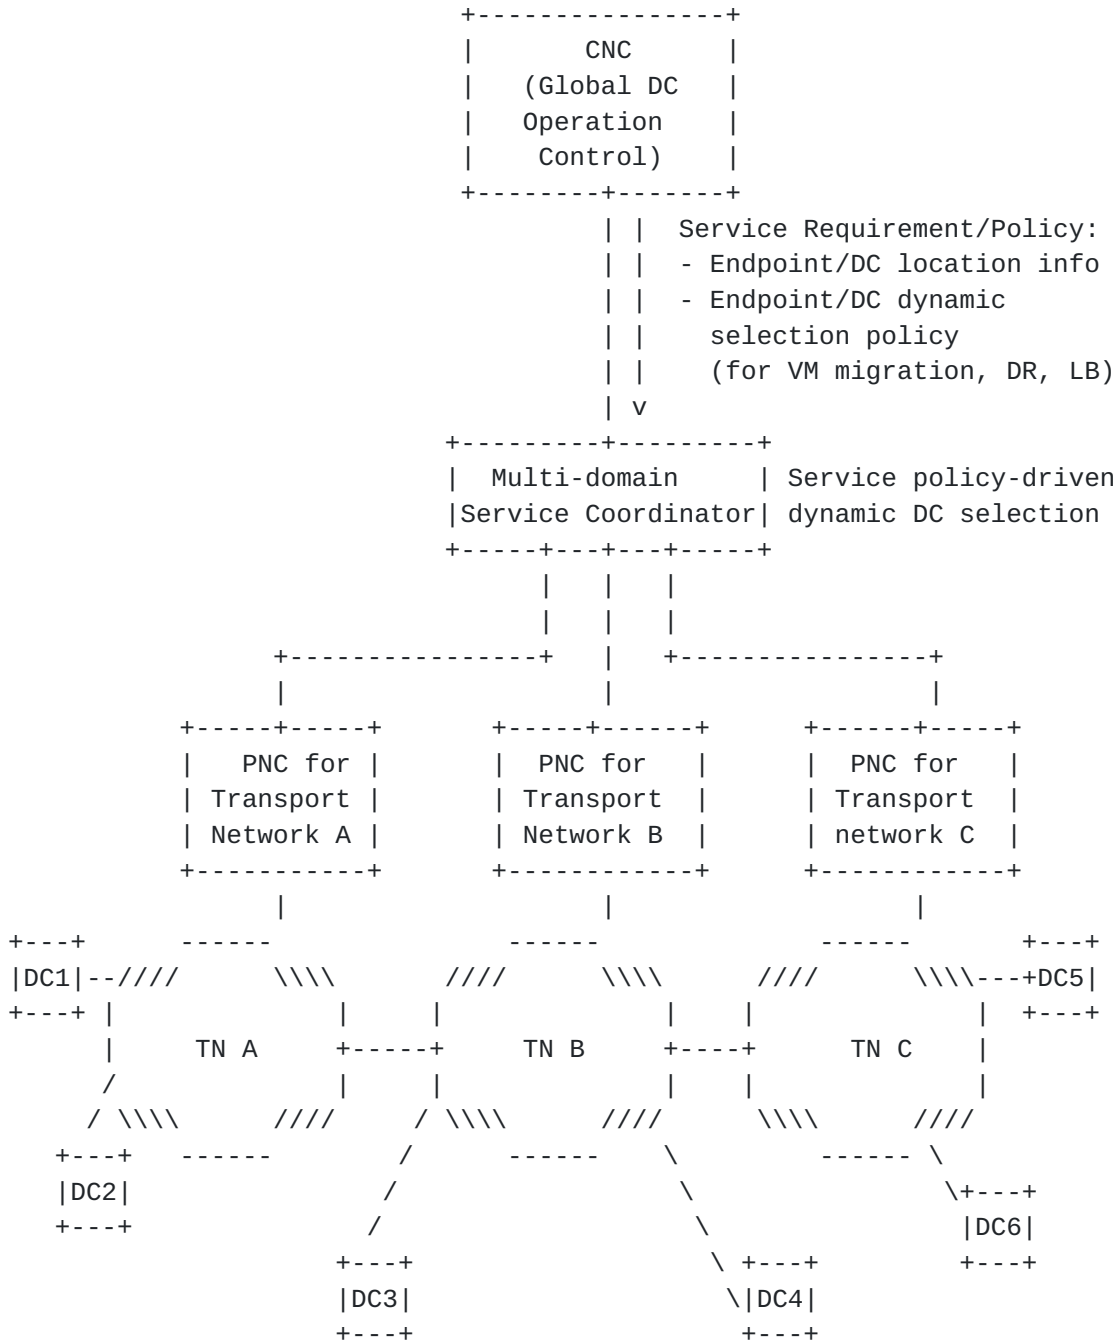 CNC
(Global DC
Operation
Control)
Service Requirement/Policy:
- Endpoint/DC location info
- Endpoint/DC dynamic
selection policy
(for VM migration, DR, LB)
v
Multi-domain
Service Coordinator
Service policy-driven
dynamic DC selection
PNC for
Transport
Network A
PNC for
Transport
Network B
PNC for
Transport
network C
DC1
DC5
TN A
TN B
TN C
DC2
DC6
DC3
DC4